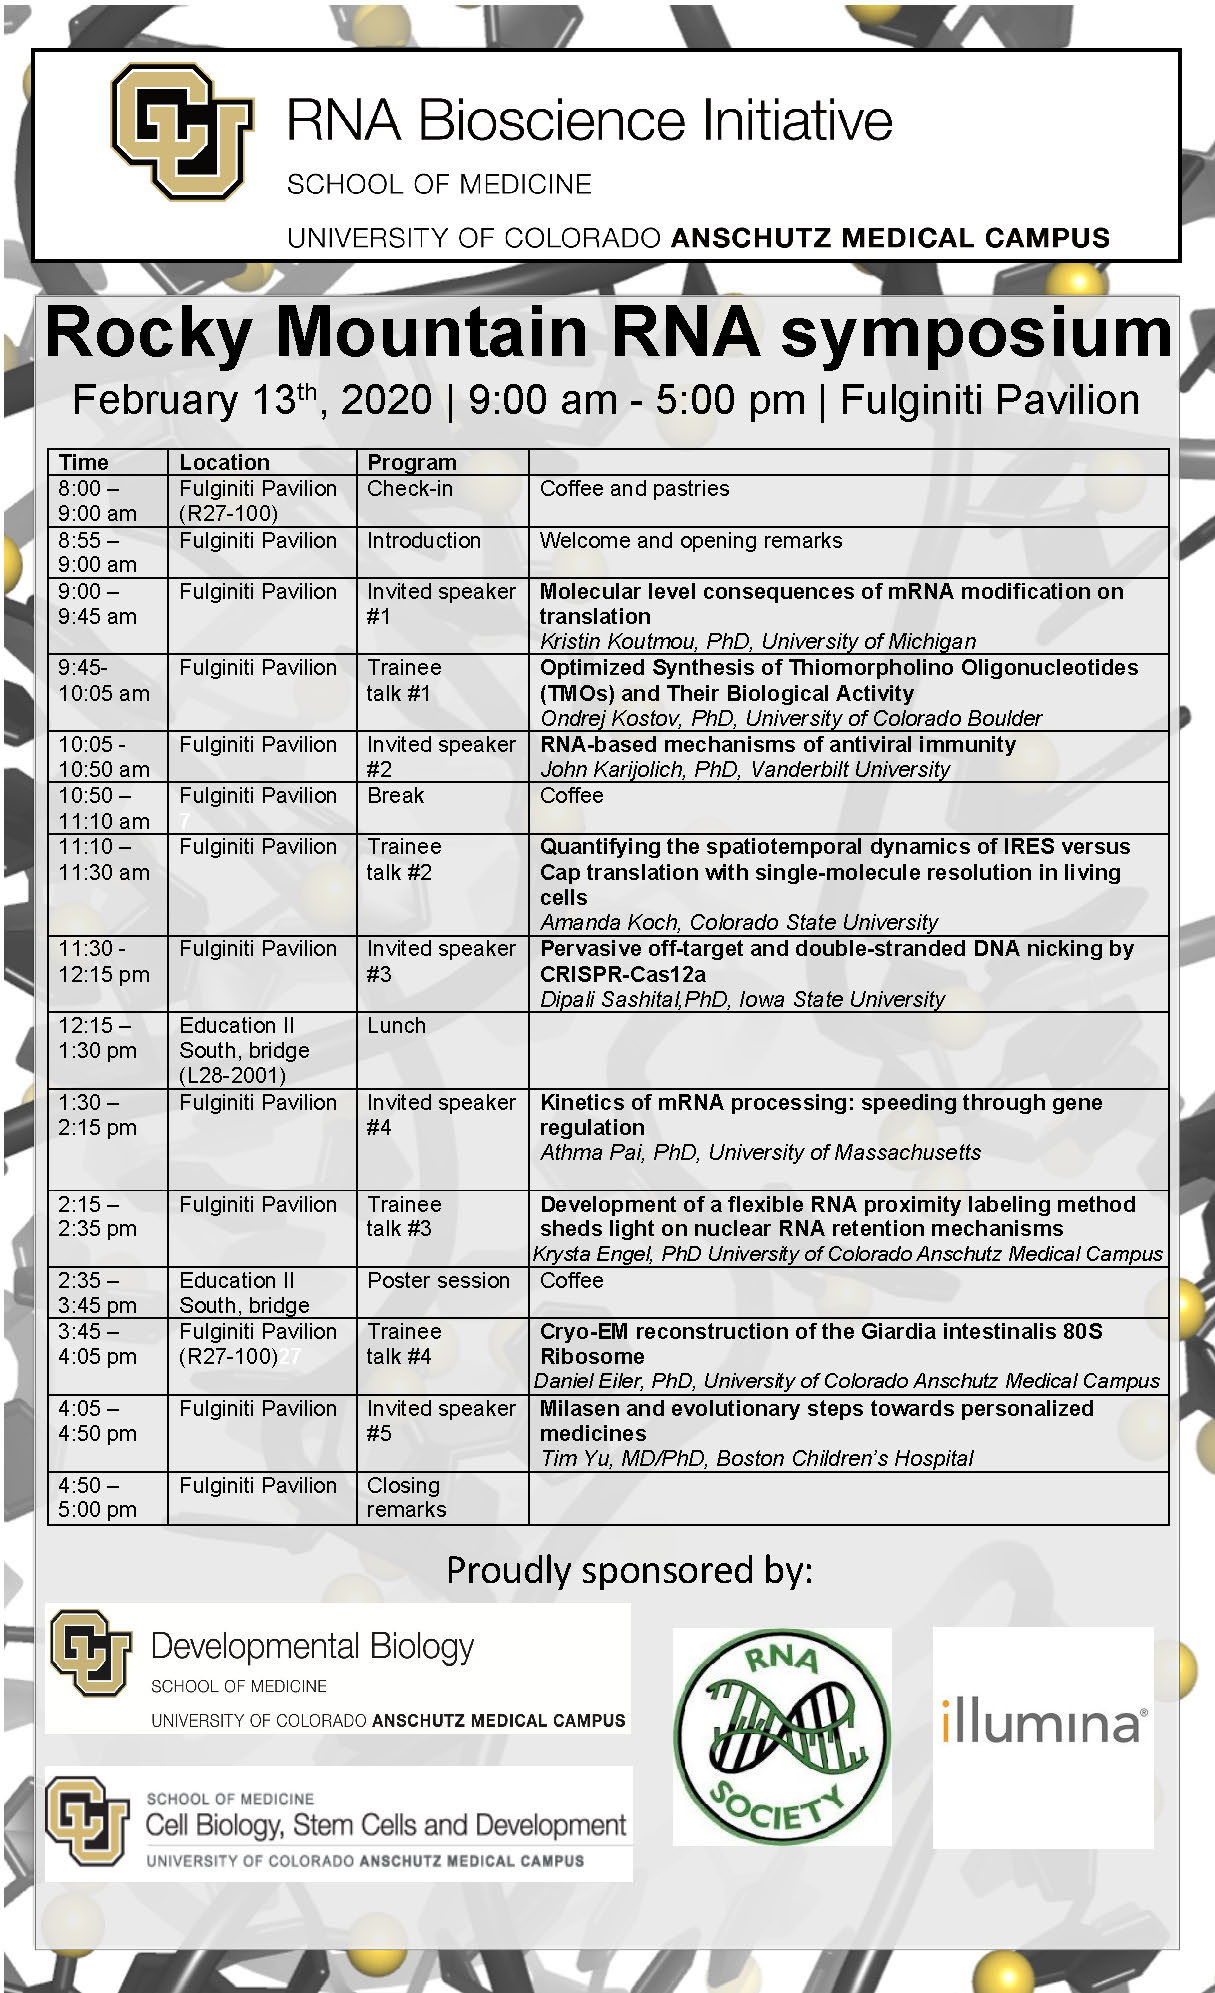 RNA Bioscience Initiative
SCHOOL OF MEDICINE
UNIVERSITY OF COLORADO ANSCHUTZ MEDICAL CAMPUS
Rocky Mountain RNA symposium
February 13th, 2020 | 9:00 am - 5:00 pm | Fulginiti Pavilion
Time Location Program
8:00 – Fulginiti Pavilion Check-in Coffee and pastries
9:00 am (R27-100)
8:55 – Fulginiti Pavilion Introduction Welcome and opening remarks
9:00 am
9:00 – Fulginiti Pavilion Invited speaker Molecular level consequences of mRNA modification on
9:45 am #1 translation
Kristin Koutmou, PhD, University of Michigan
9:45- Fulginiti Pavilion Trainee Optimized Synthesis of Thiomorpholino Oligonucleotides
10:05 am talk #1 (TMOs) and Their Biological Activity
Ondrej Kostov, PhD, University of Colorado Boulder
10:05 - Fulginiti Pavilion Invited speaker RNA-based mechanisms of antiviral immunity
10:50 am #2 John Karijolich, PhD, Vanderbilt University
10:50 – Fulginiti Pavilion Break Coffee
11:10 am 7
11:10 – Fulginiti Pavilion Trainee Quantifying the spatiotemporal dynamics of IRES versus
11:30 am talk #2 Cap translation with single-molecule resolution in living
cells
Amanda Koch, Colorado State University
11:30 - Fulginiti Pavilion Invited speaker Pervasive off-target and double-stranded DNA nicking by
12:15 pm #3 CRISPR-Cas12a
Dipali Sashital,PhD, Iowa State University
12:15 – Education II Lunch
1:30 pm South, bridge
(L28-2001)
1:30 – Fulginiti Pavilion Invited speaker Kinetics of mRNA processing: speeding through gene
2:15 pm #4 regulation
Athma Pai, PhD, University of Massachusetts
2:15 – Fulginiti Pavilion Trainee Development of a flexible RNA proximity labeling method
2:35 pm talk #3 sheds light on nuclear RNA retention mechanisms
Krysta Engel, PhD University of Colorado Anschutz Medical Campus
2:35 – Education II Poster session Coffee
3:45 pm South, bridge
3:45 – Fulginiti Pavilion Trainee Cryo-EM reconstruction of the Giardia intestinalis 80S
4:05 pm (R27-100)27 talk #4 Ribosome
Daniel Eiler, PhD, University of Colorado Anschutz Medical Campus
4:05 – Fulginiti Pavilion Invited speaker Milasen and evolutionary steps towards personalized
4:50 pm #5 medicines
Tim Yu, MD/PhD, Boston Children's Hospital
4:50 – Fulginiti Pavilion Closing
5:00 pm remarks
Proudly sponsored by:
Developmental Biology
SCHOOL OF MEDICINE
UNIVERSITY OF COLORADO ANSCHUTZ MEDICAL CAMPUS
SCHOOL OF MEDICINE
Cell Biology, Stem Cells and Development
UNIVERSITY OF COLORADO ANSCHUTZ MEDICAL CAMPUS
RNA
SOCIETY
illumina®